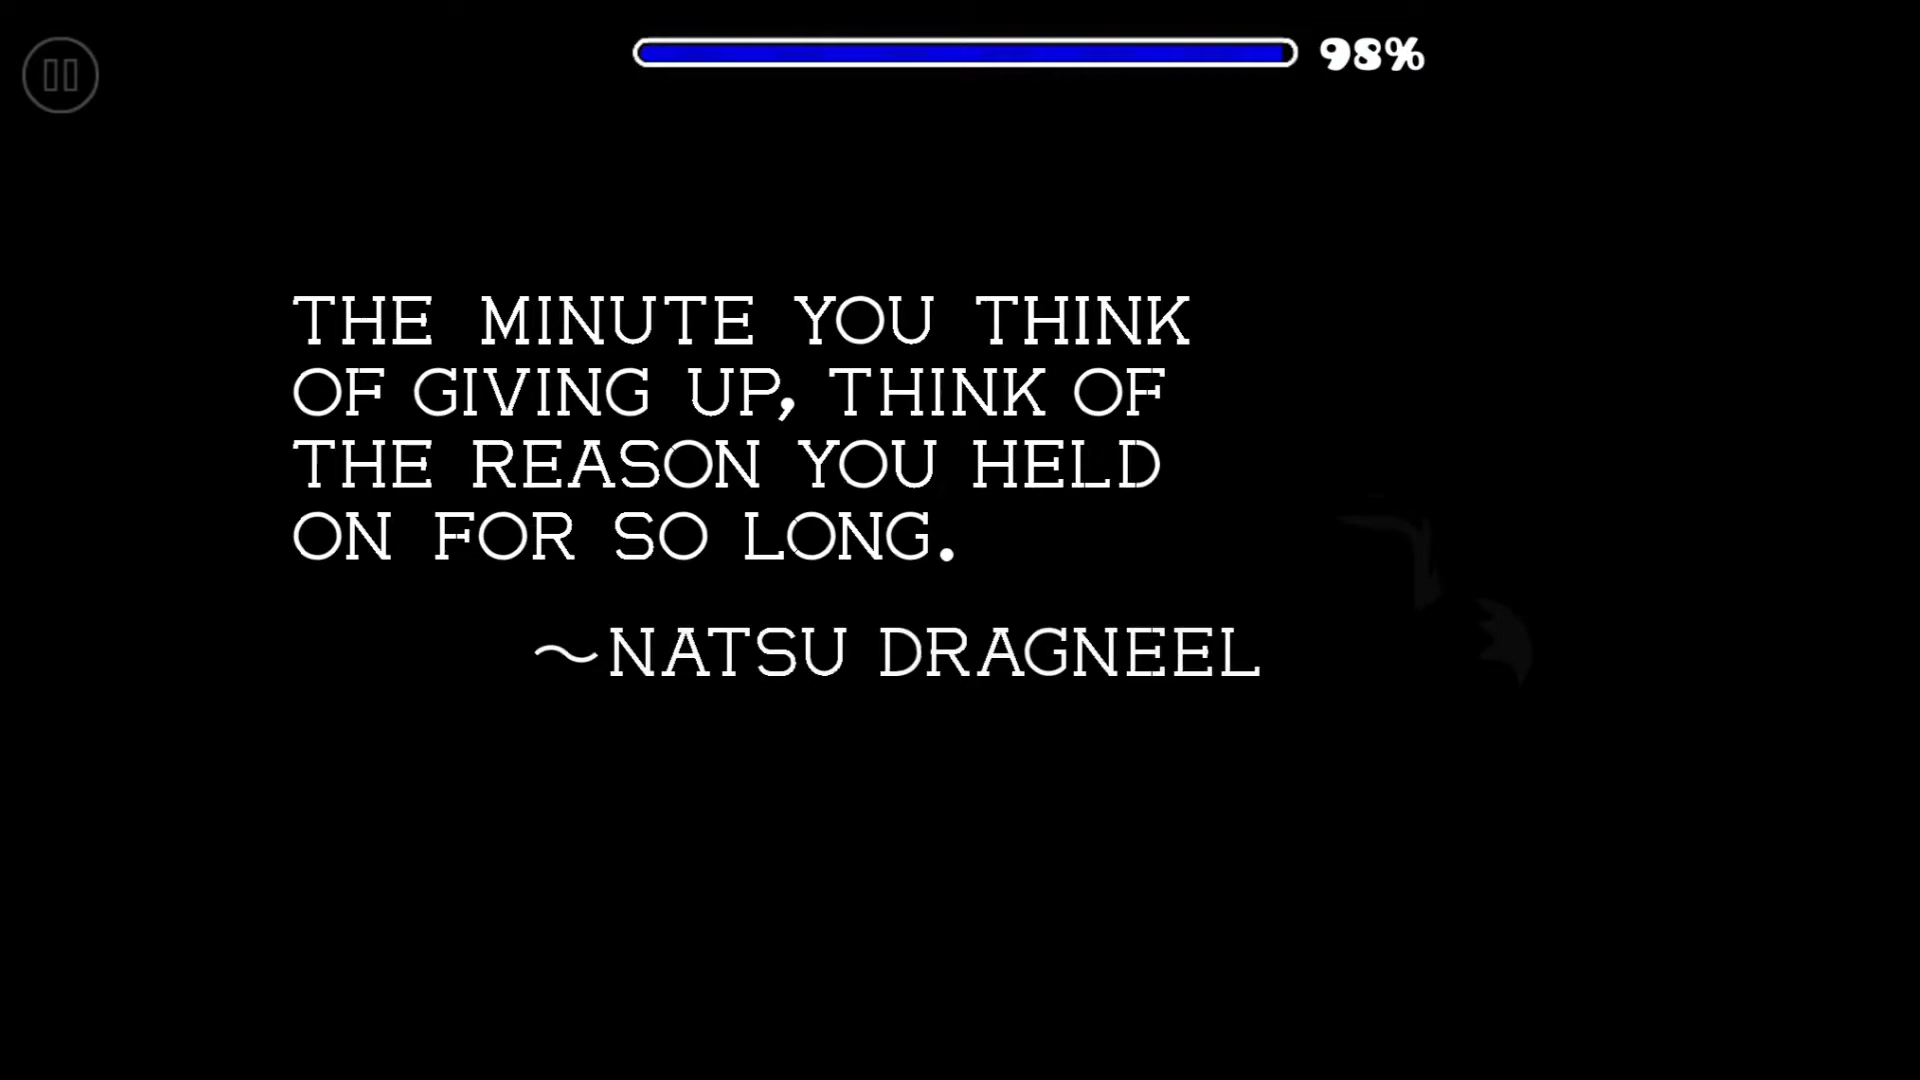 98%
THE MINUTE YOU THINK
OF GIVING UP, THINK OF
THE REASON YOU HELD
ON FOR SO LONG.
~NATSU DRAGNEEL